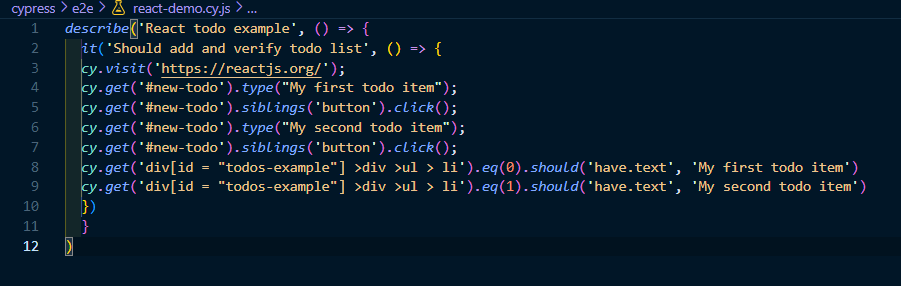 cypress > e2e > react-demo.cy.js > ...
1 describe('React todo example', () => {
2 it('Should add and verify todo list', () => {
3 cy.visit('https://reactjs.org/');
4 cy.get('#new-todo').type("My first todo item");
5 cy.get('#new-todo').siblings('button').click();
6 cy.get('#new-todo').type("My second todo item");
7 cy.get('#new-todo').siblings('button').click();
8 cy.get('div[id = "todos-example"] >div >ul > li').eq(0).should('have.text', 'My first todo item')
9 cy.get('div[id = "todos-example"] >div >ul > li').eq(1).should('have.text', 'My second todo item')
10 })
11 }
12 )